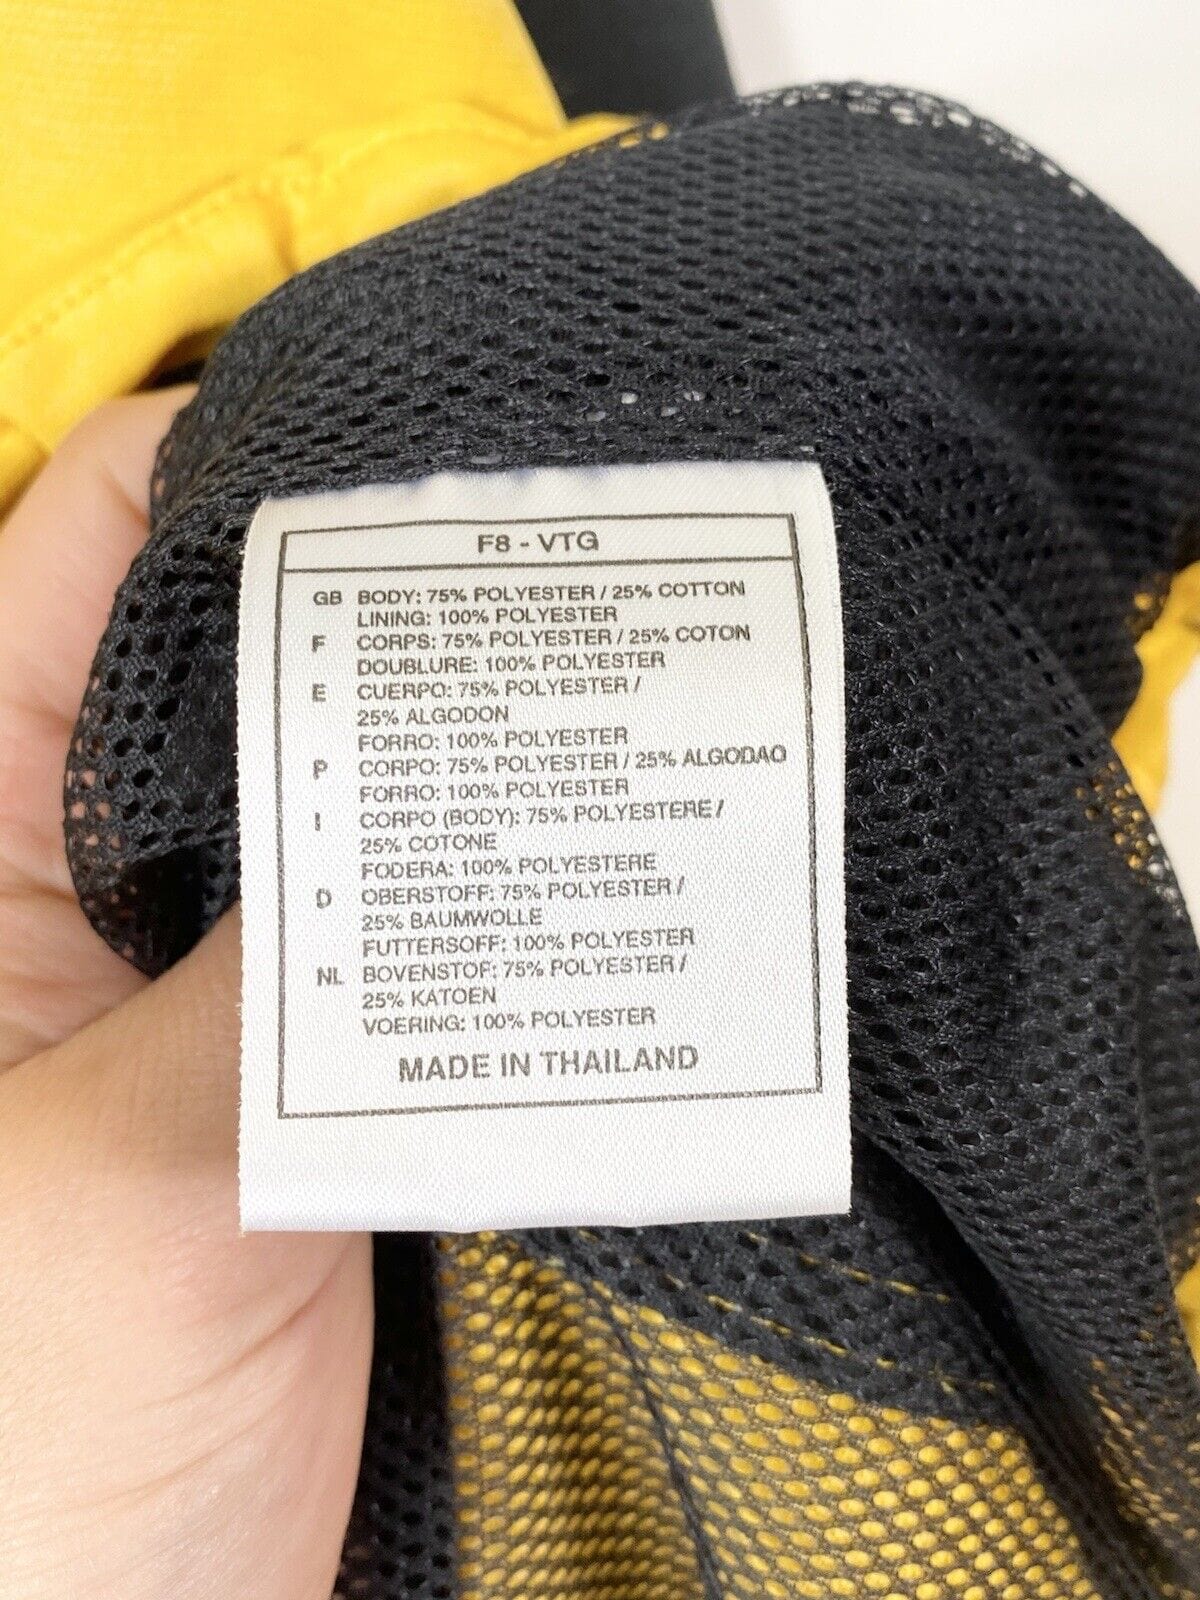 F8 - VTG
GB BODY: 75% POLYESTER / 25% COTTON
LINING: 100% POLYESTER
F CORPS: 75% POLYESTER / 25% COTON
DOUBLURE: 100% POLYESTER
E CUERPO: 75% POLYESTER /
25% ALGODON
FORRO: 100% POLYESTER
P CORPO: 75% POLYESTER / 25% ALGODAO
FORRO: 100% POLYESTER
I CORPO (BODY): 75% POLYESTERE /
25% COTONE
FODERA: 100% POLYESTERE
D OBERSTOFF: 75% POLYESTER /
25% BAUMWOLLE
FUTTERSOFF: 100% POLYESTER
NL BOVENSTOF: 75% POLYESTER /
25% KATOEN
VOERING: 100% POLYESTER
MADE IN THAILAND